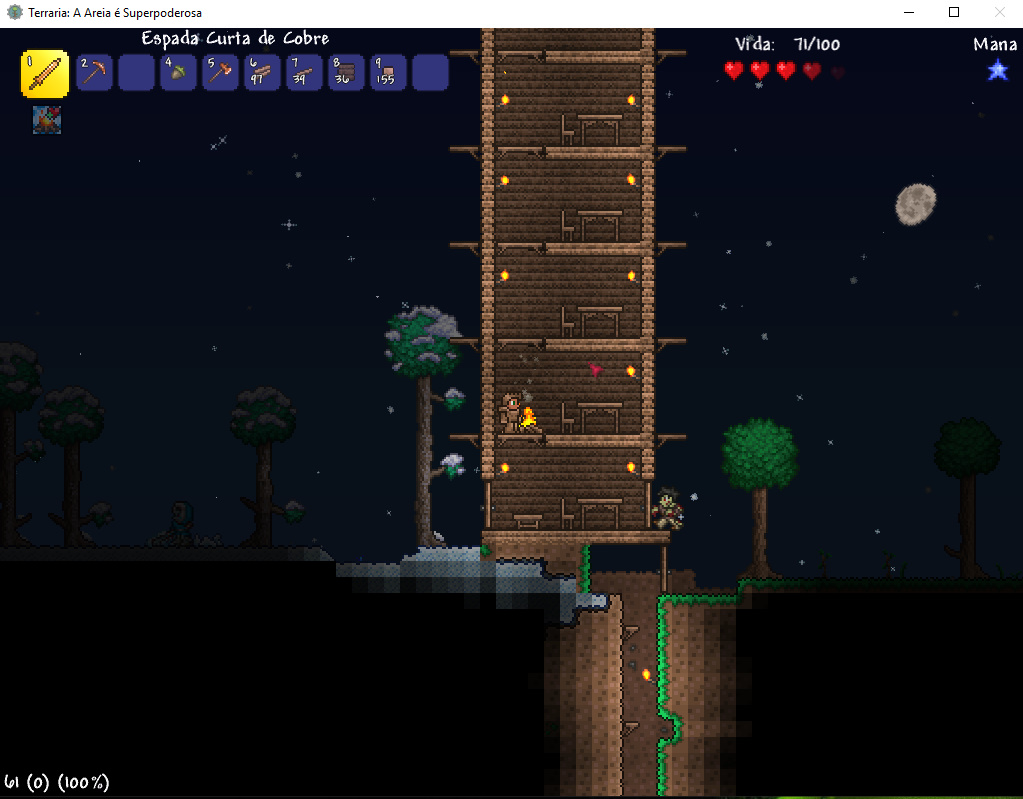 Terraria: A Areia é Superpoderosa
Espada Curta de Cobre
Vida: 71/100
Mana
1 2 4 5 6 7 8 9
97 39 36 155
61 (0) (100%)